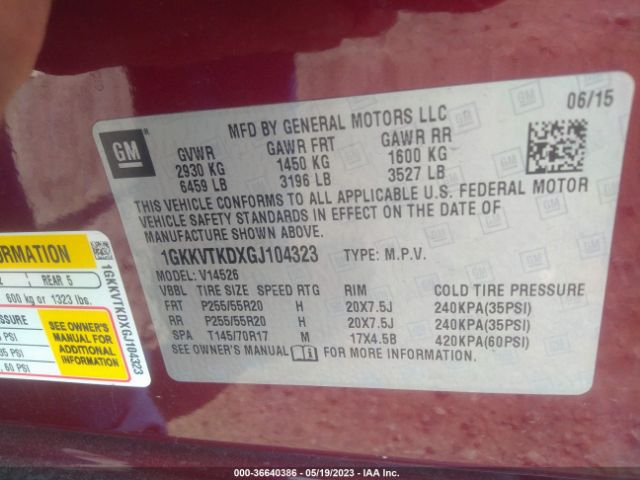 06/15
GM
MFD BY GENERAL MOTORS LLC
GVWR GAWR FRT GAWR RR
2930 KG 1450 KG 1600 KG
6459 LB 3196 LB 3527 LB
THIS VEHICLE CONFORMS TO ALL APPLICABLE U.S. FEDERAL MOTOR
VEHICLE SAFETY STANDARDS IN EFFECT ON THE DATE OF
MANUFACTURE SHOWN ABOVE.
1GKKVTKDXGJ104323 TYPE: M.P.V.
MODEL: V14526
VBBL TIRE SIZE SPEED RTG RIM COLD TIRE PRESSURE
FRT P255/55R20 H 20X7.5J 240KPA(35PSI)
RR P255/55R20 H 20X7.5J 240KPA(35PSI)
SPA T145/70R17 M 17X4.5B 420KPA(60PSI)
SEE OWNER'S MANUAL FOR MORE INFORMATION.
REAR 5
600 kg or 1323 lbs.
SEE OWNER'S
MANUAL FOR
ADDITIONAL
INFORMATION
PSI
35 PSI
60 PSI
1GKKVTKDXGJ104323
000-36640386 - 05/19/2023 - IAA Inc.